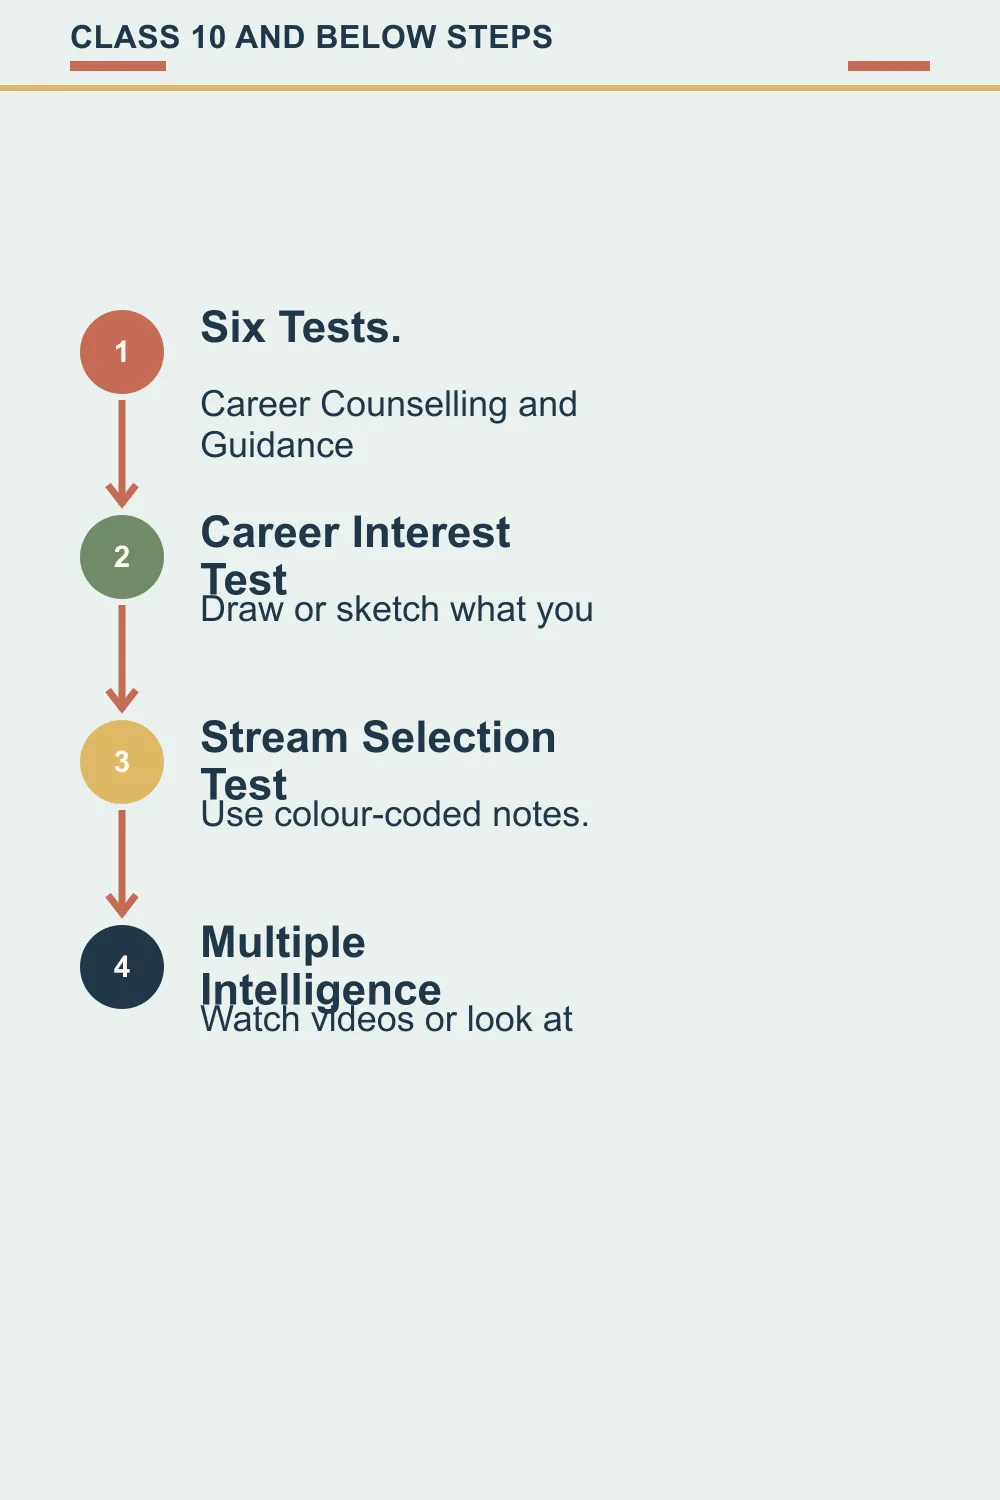 CLASS 10 AND BELOW STEPS
1
Six Tests.
Career Counselling and
Guidance
2
Career Interest
Test
Draw or sketch what you
3
Stream Selection
Test
Use colour-coded notes.
4
Multiple
Intelligence
Watch videos or look at